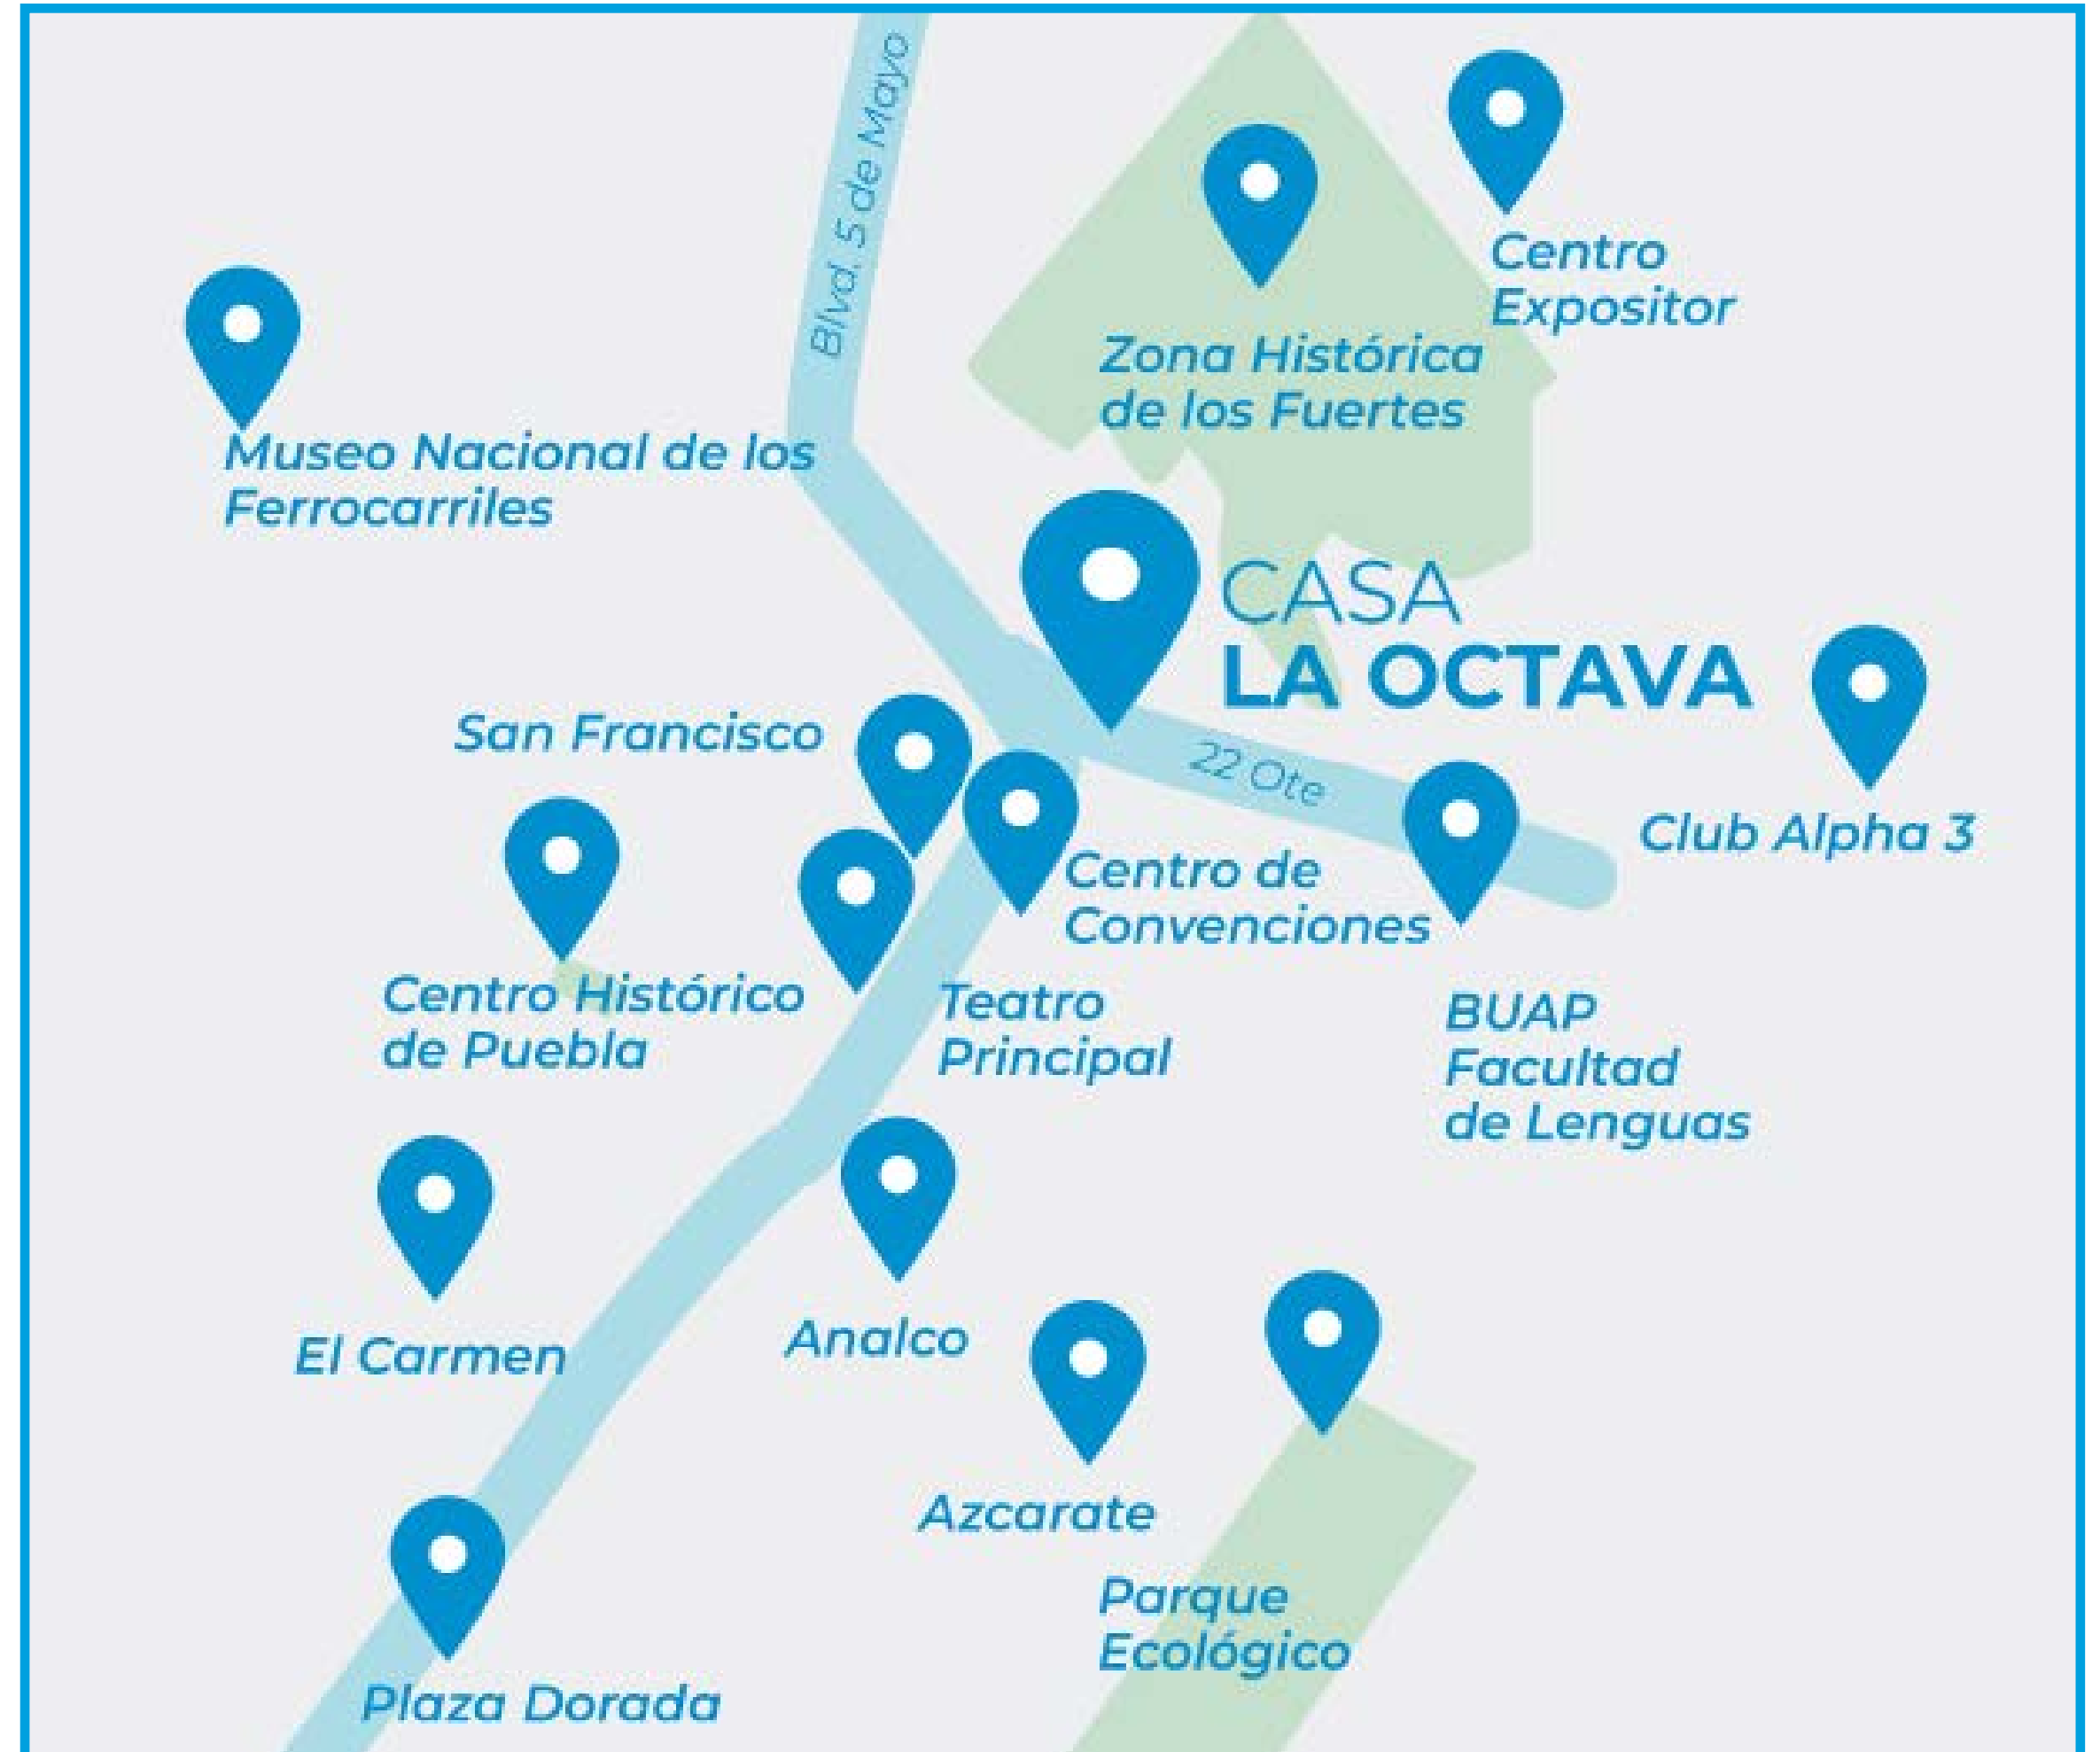 Blvd. 5 de Mayo
Centro
Expositor
Zona Histórica
de los Fuertes
Museo Nacional de los
Ferrocarriles
CASA
LA OCTAVA
San Francisco
22 Ote
Club Alpha 3
Centro de
Convenciones
Centro Histórico
de Puebla
Teatro
Principal
BUAP
Facultad
de Lenguas
El Carmen
Analco
Azcarate
Parque
Ecológico
Plaza Dorada